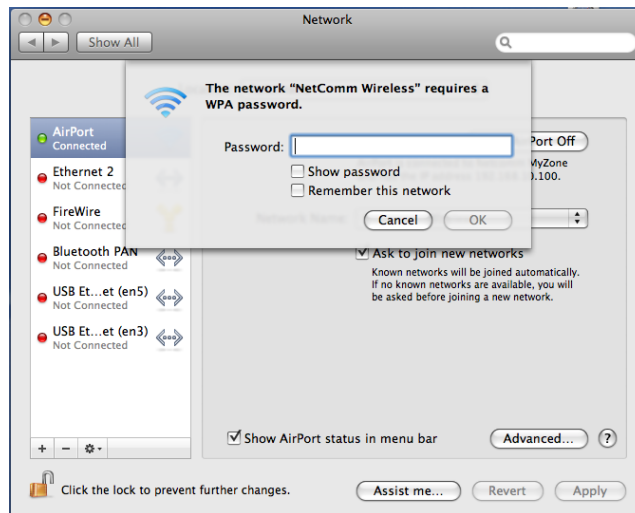 Network
Show All
The network “NetComm Wireless” requires a
WPA password.
Password:
Show password
Remember this network
Cancel
OK
AirPort
Connected
Port Off
Ethernet 2
Not Connected
MyZone
0.100.
FireWire
Not Connected
Network Name
Bluetooth PAN
Not Connected
Ask to join new networks
Known networks will be joined automatically.
If no known networks are available, you will
be asked before joining a new network.
USB Et...et (en5)
Not Connected
USB Et...et (en3)
Not Connected
Show AirPort status in menu bar
Advanced...
?
Click the lock to prevent further changes.
Assist me...
Revert
Apply